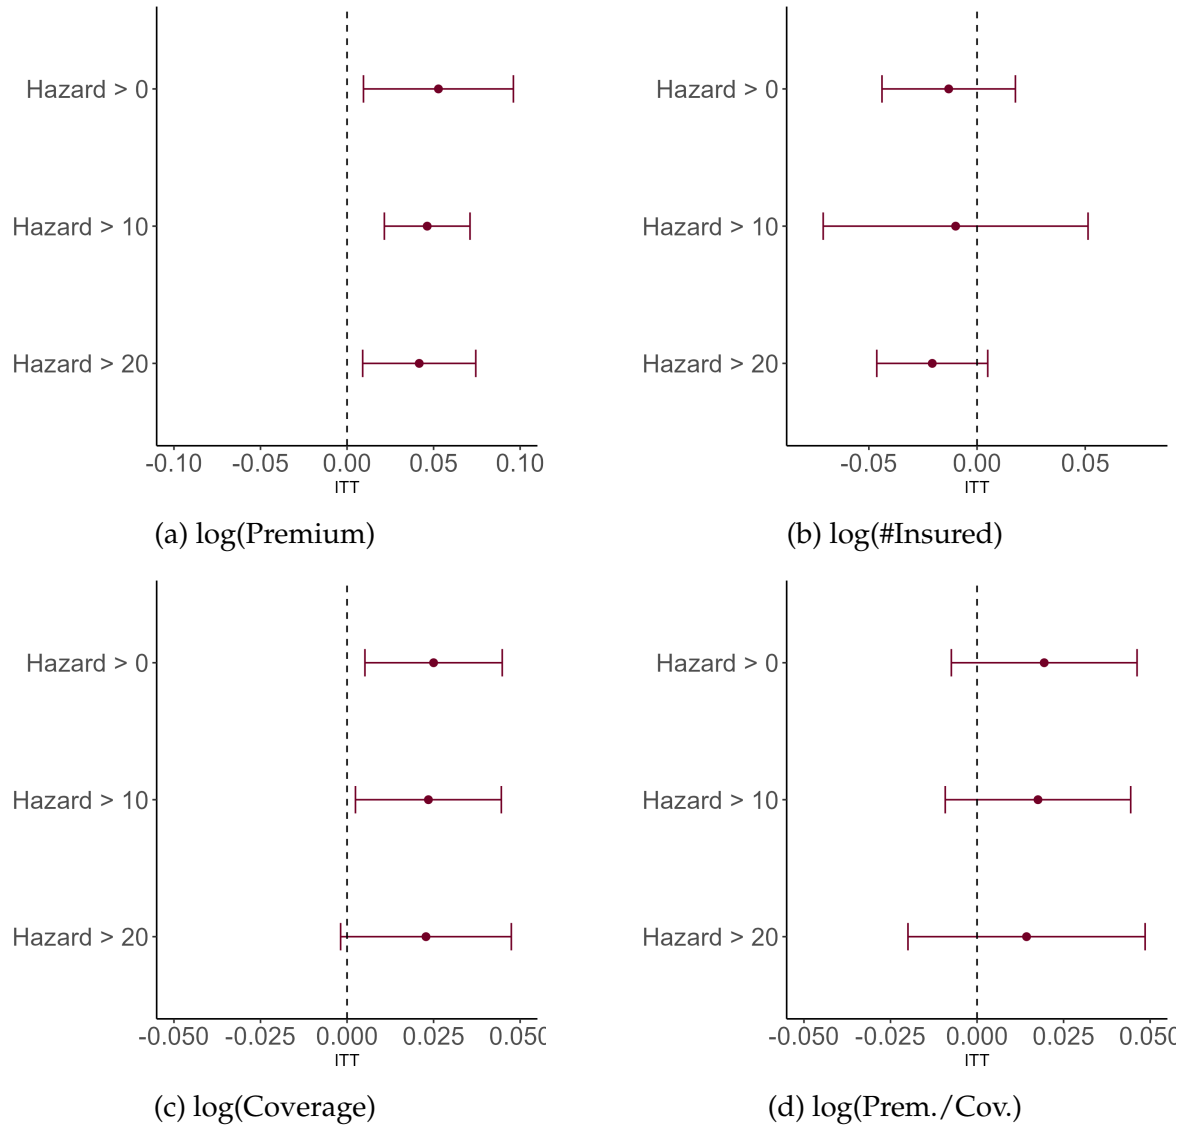 Hazard > 0
Hazard > 10
Hazard > 20
-0.10 -0.05 0.00 0.05 0.10
ITT
(a) log(Premium)
Hazard > 0
Hazard > 10
Hazard > 20
-0.05 0.00 0.05
ITT
(b) log(#Insured)
Hazard > 0
Hazard > 10
Hazard > 20
-0.050 -0.025 0.000 0.025 0.050
ITT
(c) log(Coverage)
Hazard > 0
Hazard > 10
Hazard > 20
-0.050 -0.025 0.000 0.025 0.050
ITT
(d) log(Prem./Cov.)